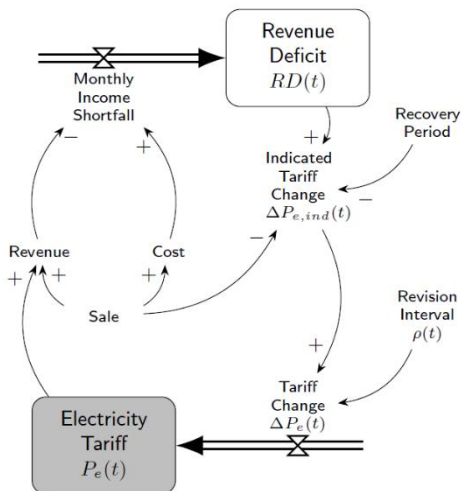 Revenue
Deficit
RD(t)
Monthly
Income
Shortfall
Recovery
Period
+
−
+
Indicated
Tariff
Change
ΔP_{e,ind}(t)
−
−
Revenue
Cost
+
+
+
Sale
Revision
Interval
ρ(t)
+
Electricity
Tariff
P_e(t)
Tariff
Change
ΔP_e(t)